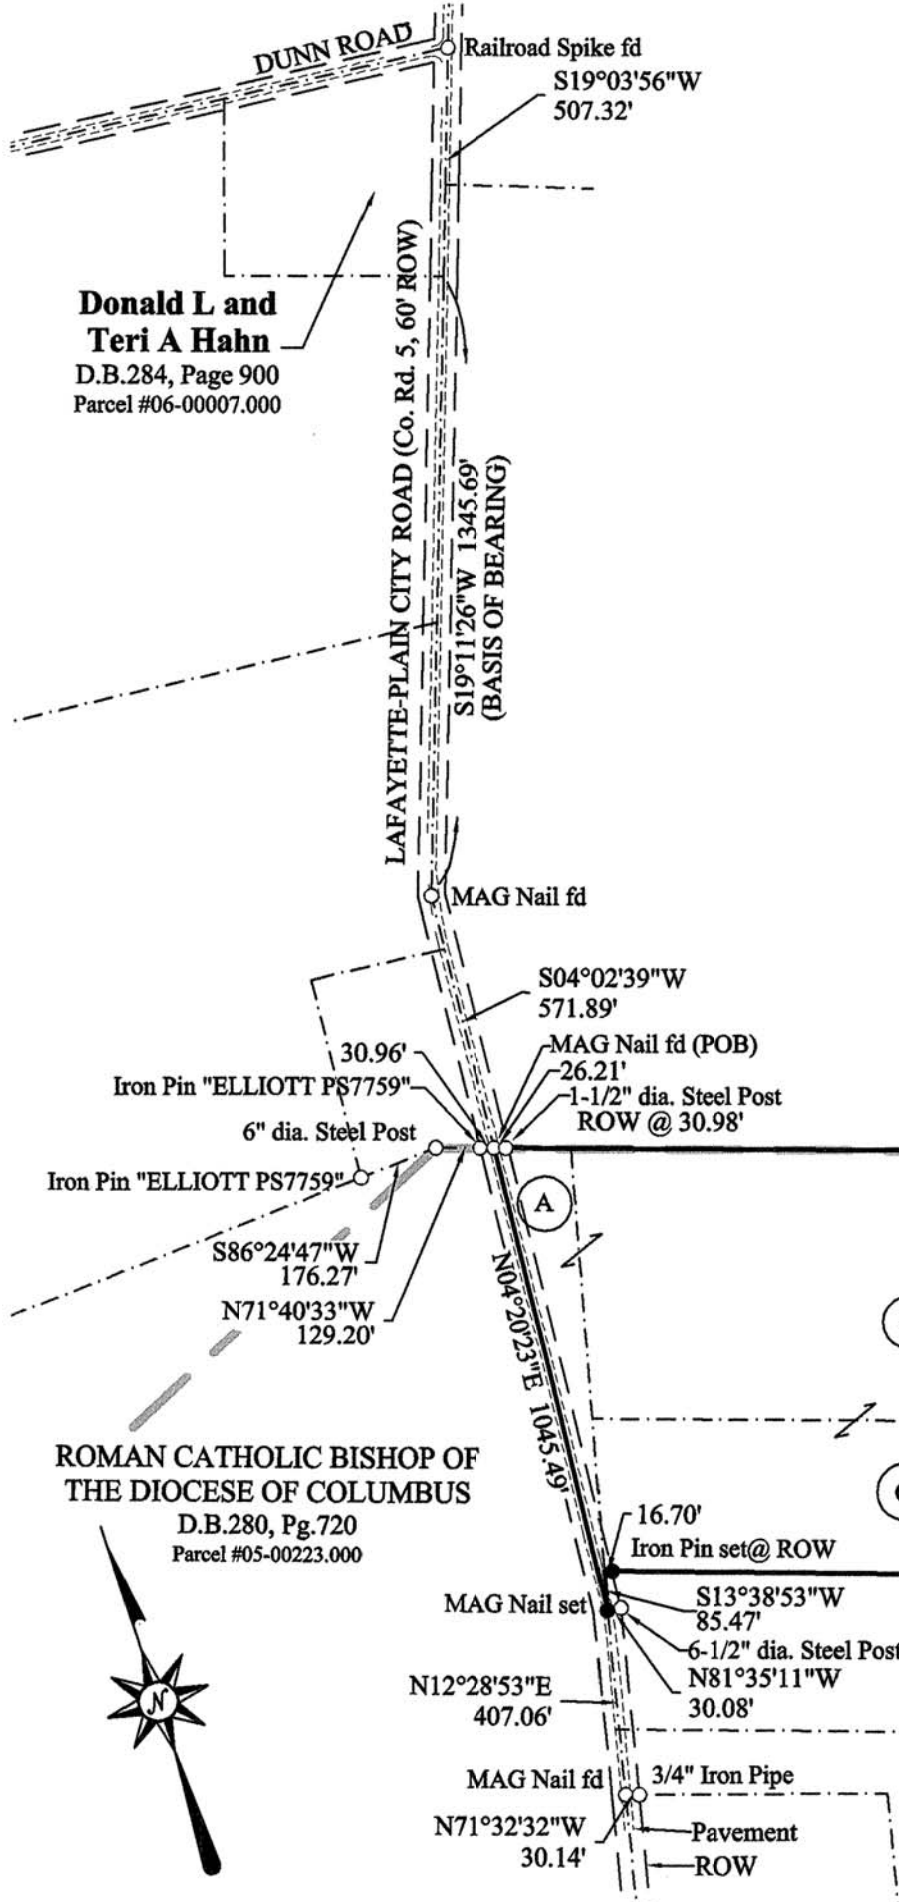 DUNN ROAD
Railroad Spike fd
S19°03'56"W
507.32'
Donald L and
Teri A Hahn
D.B.284, Page 900
Parcel #06-00007.000
LAFAYETTE-PLAIN CITY ROAD (Co. Rd. 5, 60' ROW)
S19°11'26"W 1345.69'
(BASIS OF BEARING)
MAG Nail fd
S04°02'39"W
571.89'
30.96'
MAG Nail fd (POB)
26.21'
Iron Pin "ELLIOTT PS7759"
1-1/2" dia. Steel Post
ROW @ 30.98'
6" dia. Steel Post
Iron Pin "ELLIOTT PS7759"
A
S86°24'47"W
176.27'
N71°40'33"W
129.20'
N04°20'23"E 1045.49'
ROMAN CATHOLIC BISHOP OF
THE DIOCESE OF COLUMBUS
D.B.280, Pg.720
Parcel #05-00223.000
16.70'
Iron Pin set@ ROW
MAG Nail set
S13°38'53"W
85.47'
6-1/2" dia. Steel Post
N81°35'11"W
30.08'
N12°28'53"E
407.06'
N
MAG Nail fd
3/4" Iron Pipe
N71°32'32"W
30.14'
Pavement
ROW